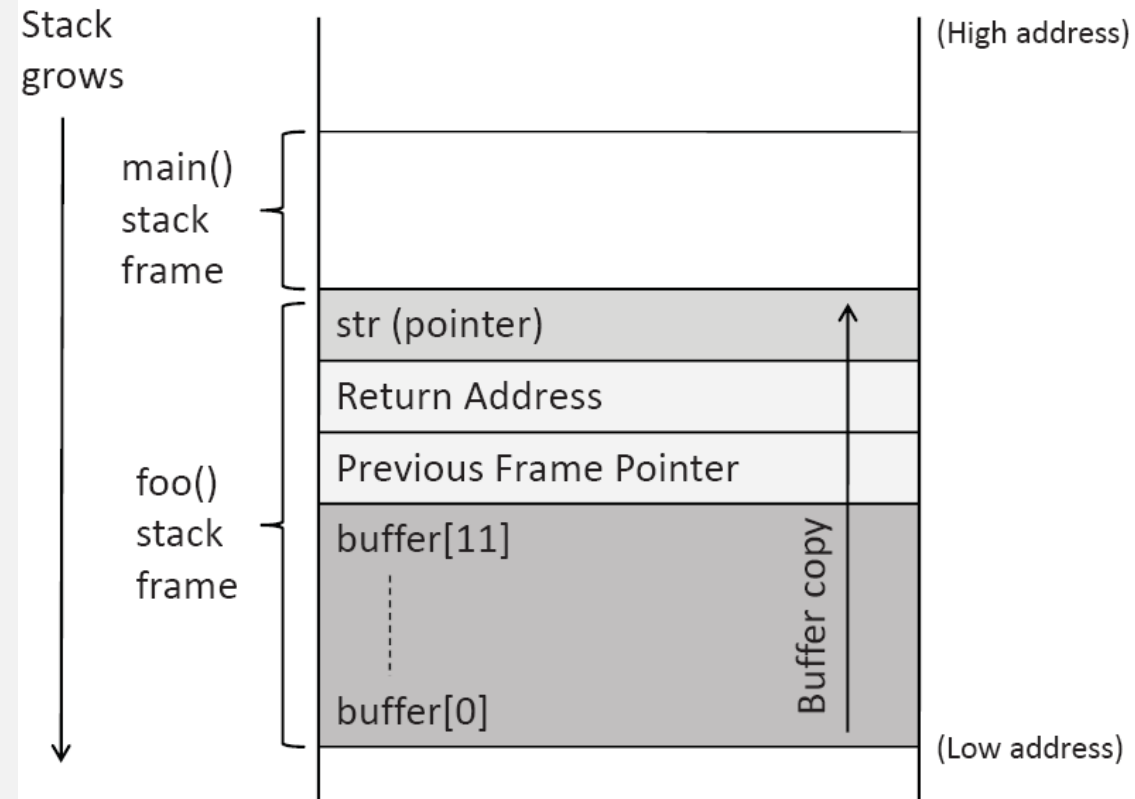 Stack
grows
(High address)
main()
stack
frame
str (pointer)
Return Address
Previous Frame Pointer
foo()
stack
frame
buffer[11]
buffer[0]
Buffer copy
(Low address)